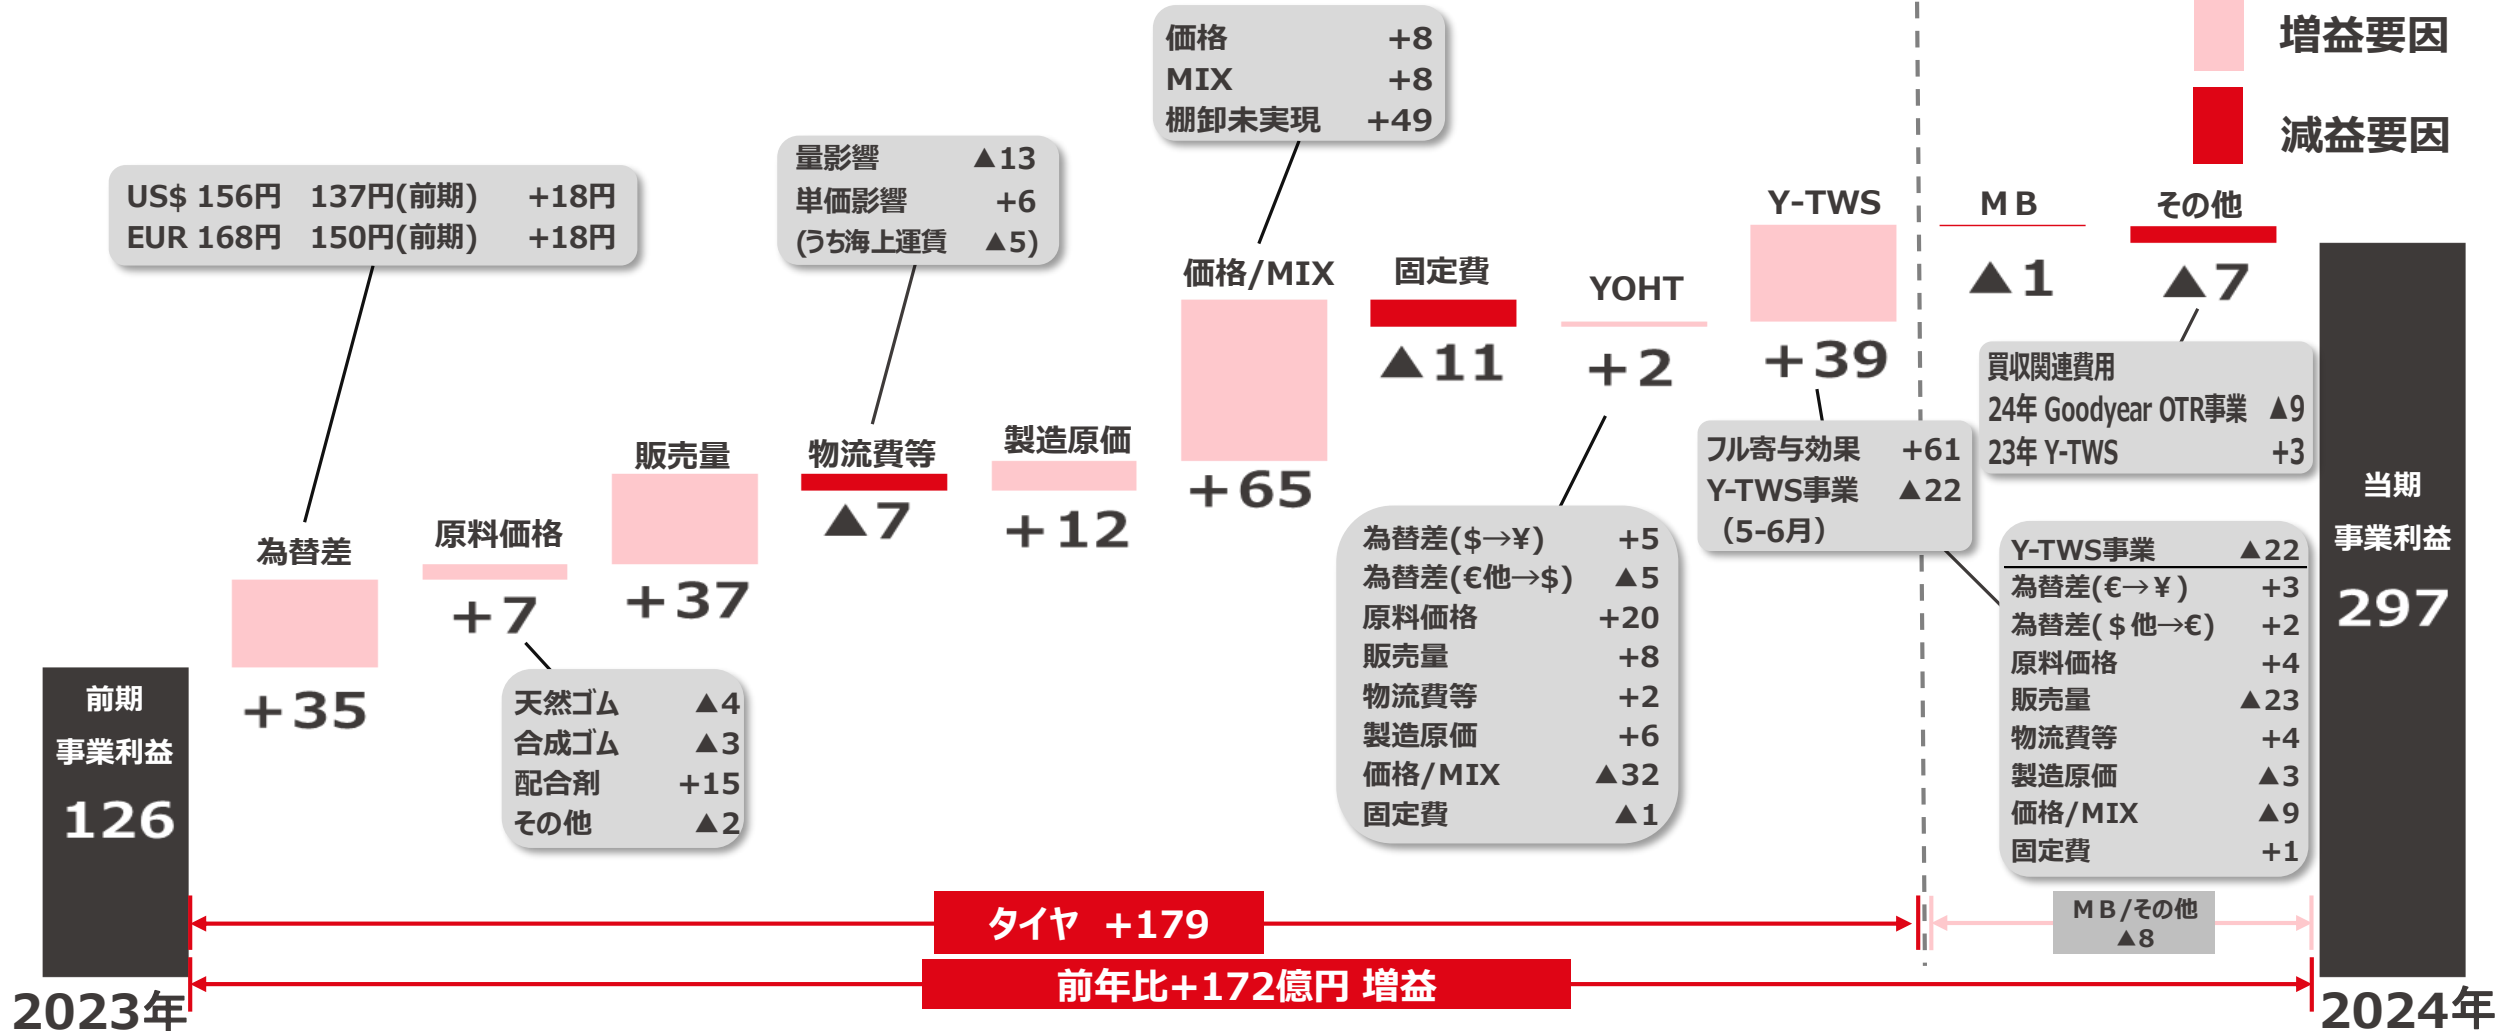 増益要因
減益要因
価格 +8
MIX +8
棚卸未実現 +49
量影響 ▲13
単価影響 +6
(うち海上運賃 ▲5)
US$ 156円 137円(前期) +18円
EUR 168円 150円(前期) +18円
前期
事業利益
126
2023年
為替差
+35
原料価格
+7
天然ゴム ▲4
合成ゴム ▲3
配合剤 +15
その他 ▲2
販売量
+37
物流費等
▲7
製造原価
+12
価格/MIX
+65
固定費
▲11
YOHT
+2
為替差($→¥) +5
為替差(€他→$) ▲5
原料価格 +20
販売量 +8
物流費等 +2
製造原価 +6
価格/MIX ▲32
固定費 ▲1
Y-TWS
+39
フル寄与効果 +61
Y-TWS事業 ▲22
（5-6月）
Y-TWS事業 ▲22
為替差(€→¥) +3
為替差($他→€) +2
原料価格 +4
販売量 ▲23
物流費等 +4
製造原価 ▲3
価格/MIX ▲9
固定費 +1
ＭＢ
▲1
その他
▲7
買収関連費用
24年 Goodyear OTR事業 ▲9
23年 Y-TWS +3
当期
事業利益
297
2024年
タイヤ +179
ＭＢ/その他
▲8
前年比+172億円 増益